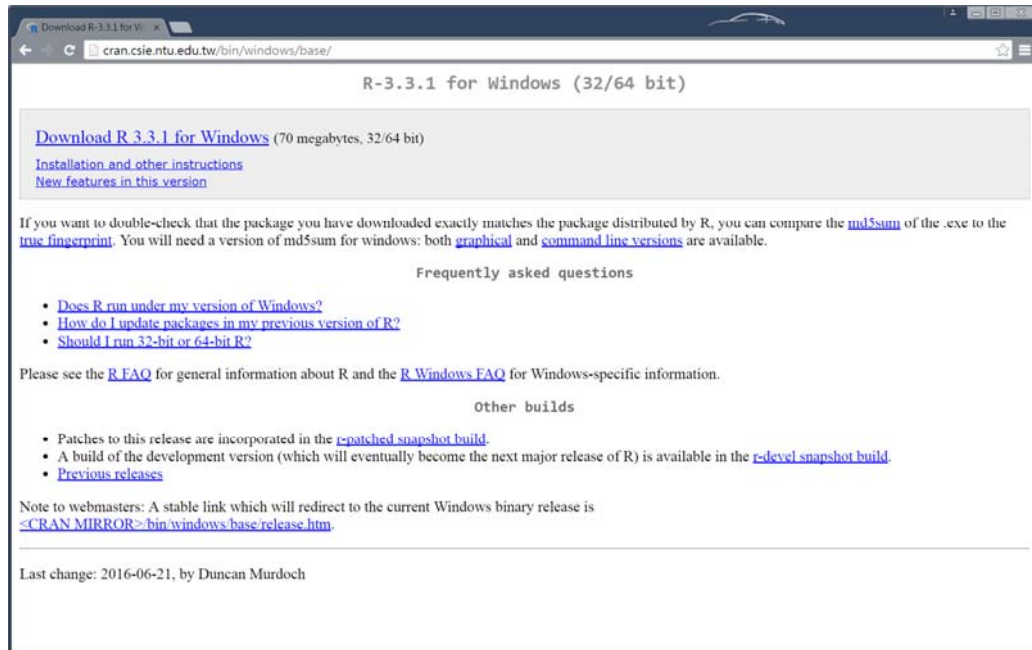 Download R-3.3.1 for Wi
cran.csie.ntu.edu.tw/bin/windows/base/
R-3.3.1 for Windows (32/64 bit)
Download R 3.3.1 for Windows (70 megabytes, 32/64 bit)
Installation and other instructions
New features in this version
If you want to double-check that the package you have downloaded exactly matches the package distributed by R, you can compare the md5sum of the .exe to the
true fingerprint. You will need a version of md5sum for windows: both graphical and command line versions are available.
Frequently asked questions
• Does R run under my version of Windows?
• How do I update packages in my previous version of R?
• Should I run 32-bit or 64-bit R?
Please see the R FAQ for general information about R and the R Windows FAQ for Windows-specific information.
Other builds
• Patches to this release are incorporated in the r-patched snapshot build.
• A build of the development version (which will eventually become the next major release of R) is available in the r-devel snapshot build.
• Previous releases
Note to webmasters: A stable link which will redirect to the current Windows binary release is
<CRAN MIRROR>/bin/windows/base/release.htm.
Last change: 2016-06-21, by Duncan Murdoch